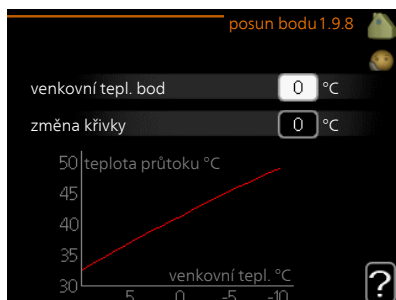 posun bodu 1.9.8
venkovní tepl. bod 0 °C
změna křivky 0 °C
50 teplota průtoku °C
45
40
35
venkovní tepl. °C
30
5 0 -5 -10
?